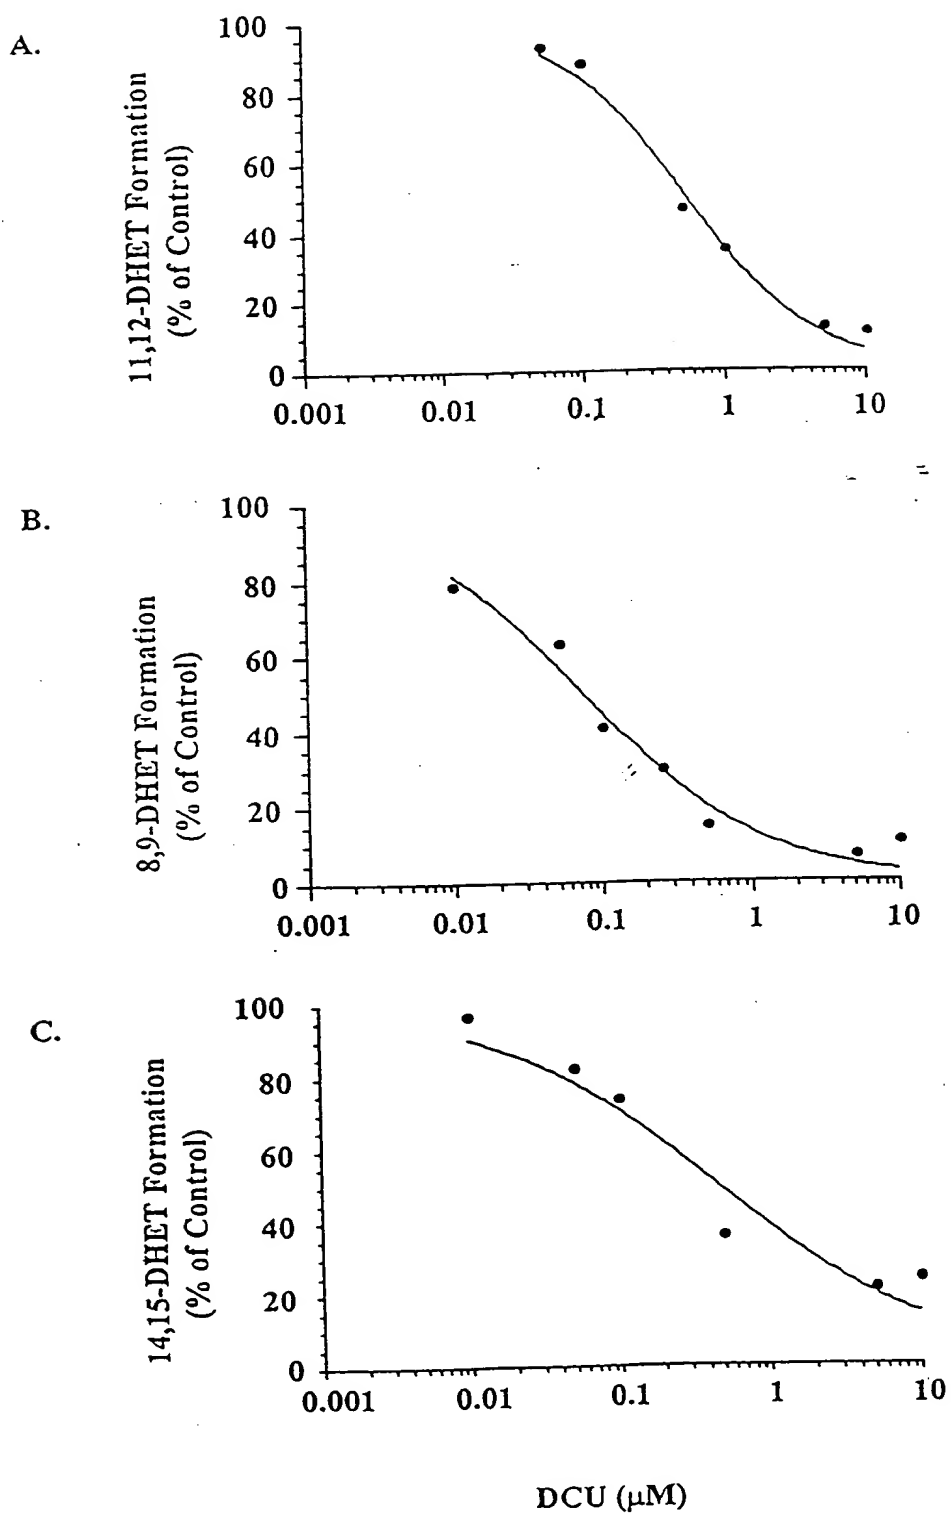 A.
11,12-DHET Formation
(% of Control)
100
80
60
40
20
0
0.001 0.01 0.1 1 10
B.
8,9-DHET Formation
(% of Control)
100
80
60
40
20
0
0.001 0.01 0.1 1 10
C.
14,15-DHET Formation
(% of Control)
100
80
60
40
20
0
0.001 0.01 0.1 1 10
DCU (μM)